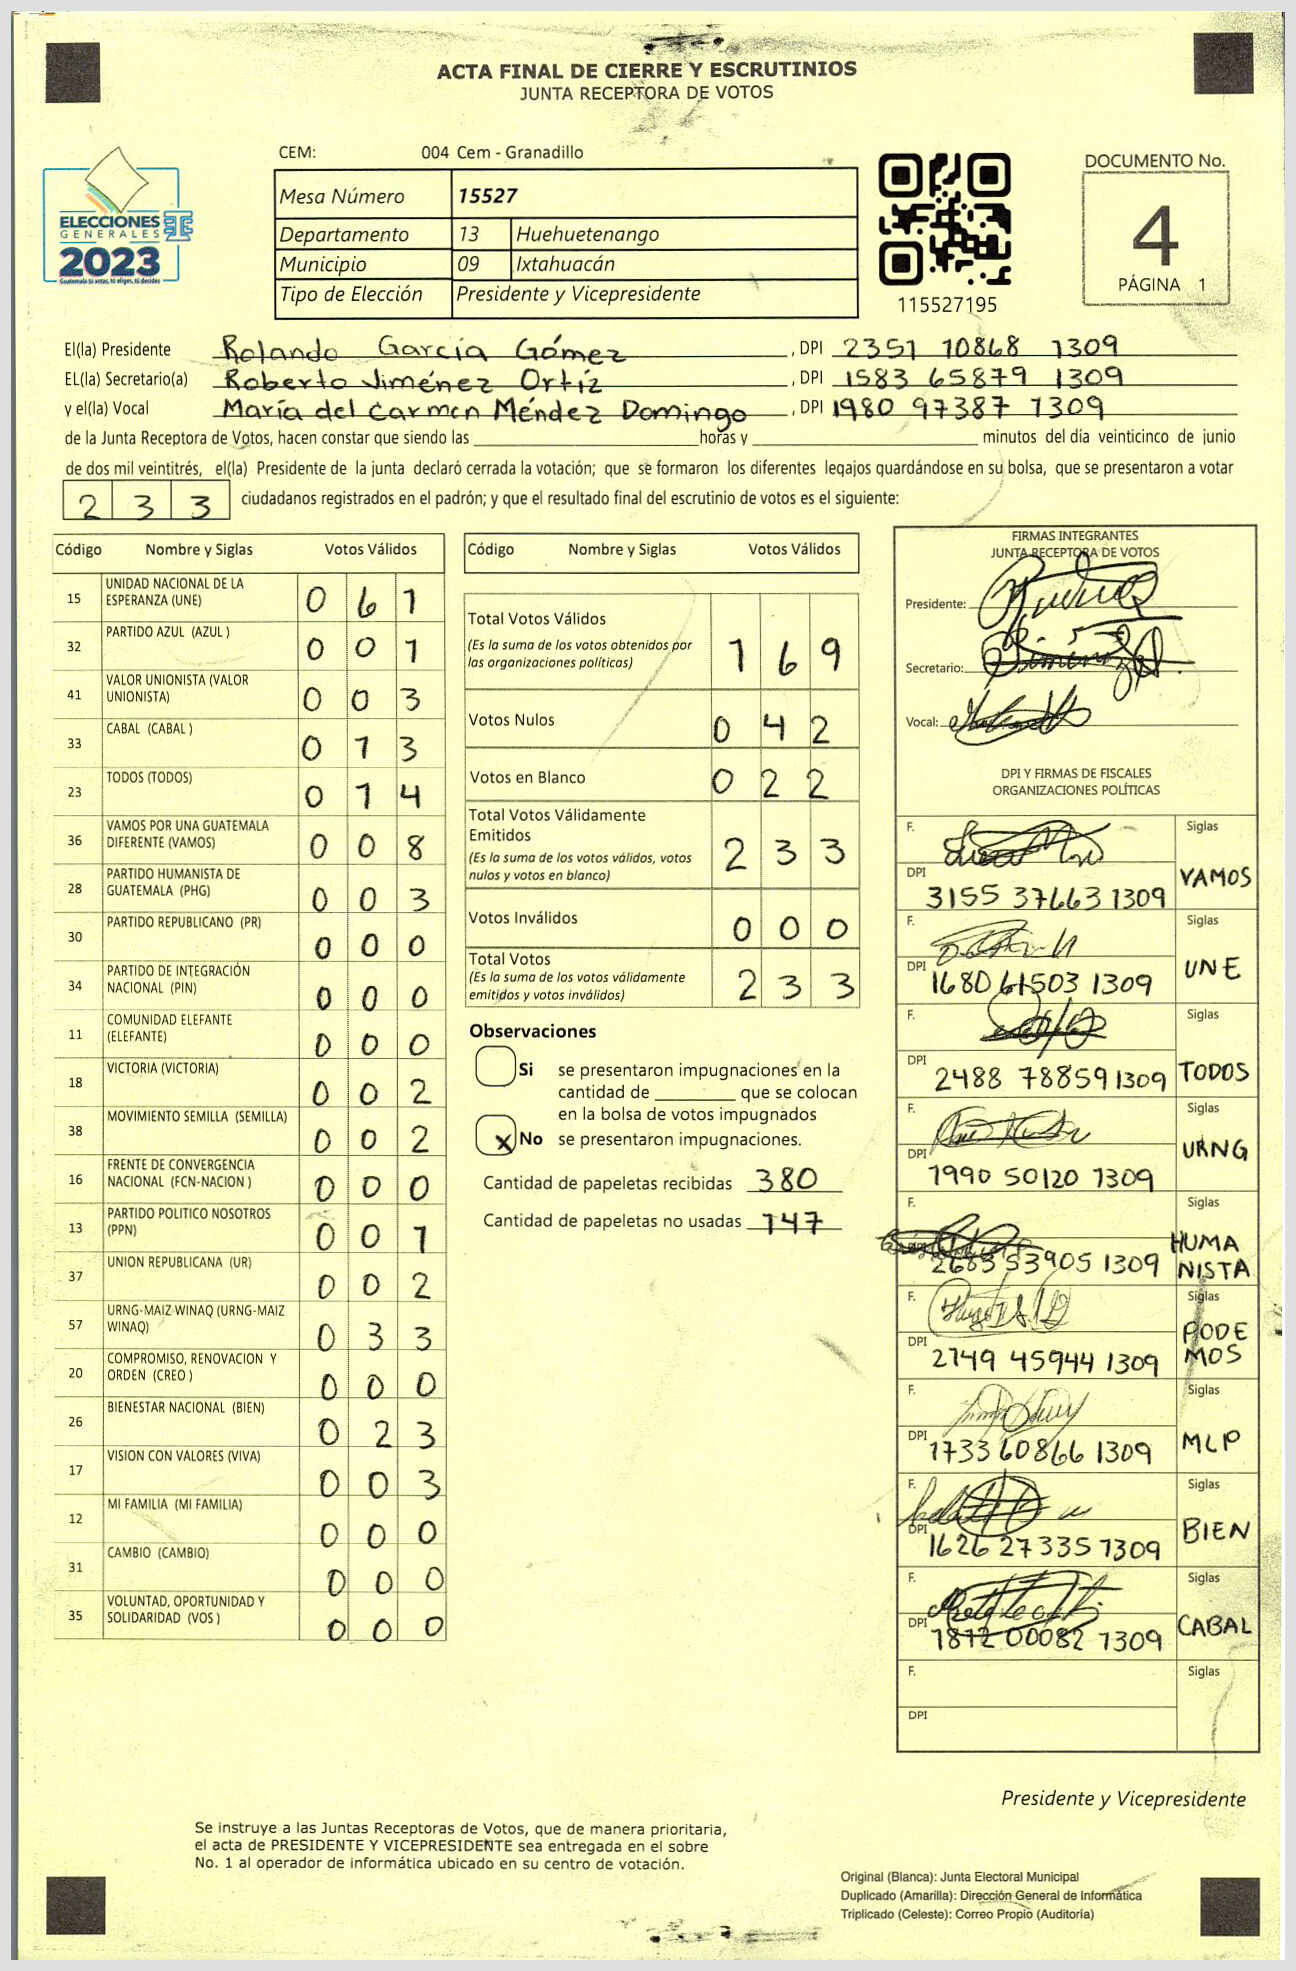 ACTA FINAL DE CIERRE Y ESCRUTINIOS
JUNTA RECEPTORA DE VOTOS
CEM: 004 Cem - Granadillo
ELECCIONES
GENERALES
2023
Guatemala tú votas, tú eliges, tú decides
Mesa Número 15527
Departamento 13 Huehuetenango
Municipio 09 Ixtahuacán
Tipo de Elección Presidente y Vicepresidente
115527195
DOCUMENTO No.
4
PÁGINA 1
El(la) Presidente Rolando García Gómez, DPI 2351 10868 1309
EL(la) Secretario(a) Roberto Jiménez Ortíz, DPI 1583 65879 1309
y el(la) Vocal María del Carmen Méndez Domingo, DPI 1980 97387 1309
de la Junta Receptora de Votos, hacen constar que siendo las ____ horas y ____ minutos del día veinticinco de junio
de dos mil veintitrés, el(la) Presidente de la junta declaró cerrada la votación; que se formaron los diferentes legajos guardándose en su bolsa, que se presentaron a votar
2 3 3 ciudadanos registrados en el padrón; y que el resultado final del escrutinio de votos es el siguiente:
Código Nombre y Siglas Votos Válidos
15 UNIDAD NACIONAL DE LA ESPERANZA (UNE) 0 6 1
32 PARTIDO AZUL (AZUL ) 0 0 1
41 VALOR UNIONISTA (VALOR UNIONISTA) 0 0 3
33 CABAL (CABAL ) 0 1 3
23 TODOS (TODOS) 0 1 4
36 VAMOS POR UNA GUATEMALA DIFERENTE (VAMOS) 0 0 8
28 PARTIDO HUMANISTA DE GUATEMALA (PHG) 0 0 3
30 PARTIDO REPUBLICANO (PR) 0 0 0
34 PARTIDO DE INTEGRACIÓN NACIONAL (PIN) 0 0 0
11 COMUNIDAD ELEFANTE (ELEFANTE) 0 0 0
18 VICTORIA (VICTORIA) 0 0 2
38 MOVIMIENTO SEMILLA (SEMILLA) 0 0 2
16 FRENTE DE CONVERGENCIA NACIONAL (FCN-NACION ) 0 0 0
13 PARTIDO POLITICO NOSOTROS (PPN) 0 0 1
37 UNION REPUBLICANA (UR) 0 0 2
57 URNG-MAIZ WINAQ (URNG-MAIZ WINAQ) 0 3 3
20 COMPROMISO, RENOVACION Y ORDEN (CREO ) 0 0 0
26 BIENESTAR NACIONAL (BIEN) 0 2 3
17 VISION CON VALORES (VIVA) 0 0 3
12 MI FAMILIA (MI FAMILIA) 0 0 0
31 CAMBIO (CAMBIO) 0 0 0
35 VOLUNTAD, OPORTUNIDAD Y SOLIDARIDAD (VOS ) 0 0 0
Código Nombre y Siglas Votos Válidos
Total Votos Válidos 1 6 9
(Es la suma de los votos obtenidos por
las organizaciones políticas)
Votos Nulos 0 4 2
Votos en Blanco 0 2 2
Total Votos Válidamente
Emitidos 2 3 3
(Es la suma de los votos válidos, votos
nulos y votos en blanco)
Votos Inválidos 0 0 0
Total Votos 2 3 3
(Es la suma de los votos válidamente
emitidos y votos inválidos)
Observaciones
Si se presentaron impugnaciones en la
cantidad de ____ que se colocan
en la bolsa de votos impugnados
x No se presentaron impugnaciones.
Cantidad de papeletas recibidas 380
Cantidad de papeletas no usadas 147
FIRMAS INTEGRANTES
JUNTA RECEPTORA DE VOTOS
Presidente:
Secretario:
Vocal:
DPI Y FIRMAS DE FISCALES
ORGANIZACIONES POLÍTICAS
F. Siglas
DPI 3155 37663 1309 VAMOS
F. Siglas
DPI 1680 61503 1309 UNE
F. Siglas
DPI 2488 78859 1309 TODOS
F. Siglas
DPI 1990 50120 1309 URNG
F. Siglas
2683 53905 1309 HUMA
NISTA
F. Siglas
DPI 2749 45944 1309 PODE
MOS
F. Siglas
DPI 1733 60866 1309 MLP
F. Siglas
DPI 1626 27335 1309 BIEN
F. Siglas
DPI 1872 00082 1309 CABAL
F. Siglas
DPI
Presidente y Vicepresidente
Se instruye a las Juntas Receptoras de Votos, que de manera prioritaria,
el acta de PRESIDENTE Y VICEPRESIDENTE sea entregada en el sobre
No. 1 al operador de informática ubicado en su centro de votación.
Original (Blanca): Junta Electoral Municipal
Duplicado (Amarilla): Dirección General de Informática
Triplicado (Celeste): Correo Propio (Auditoría)